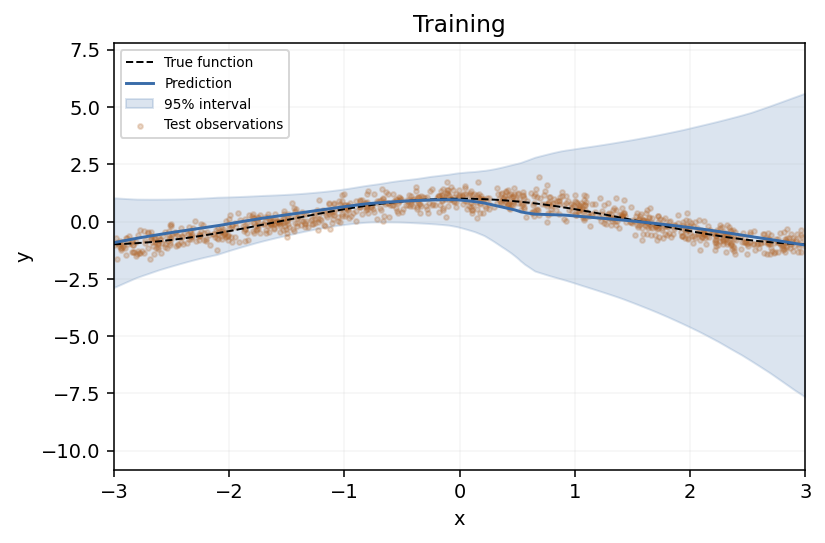 Training
7.5
5.0
2.5
0.0
−2.5
−5.0
−7.5
−10.0
y
True function
Prediction
95% interval
Test observations
−3
−2
−1
0
1
2
3
x